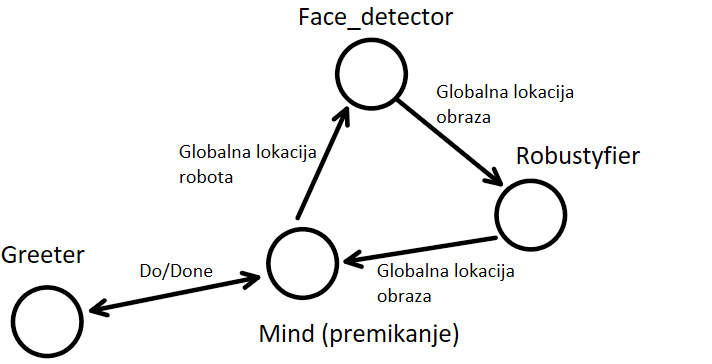 Face_detector
Globalna lokacija
obraza
Globalna lokacija
robota
Robustyfier
Greeter
Do/Done
Globalna lokacija
obraza
Mind (premikanje)